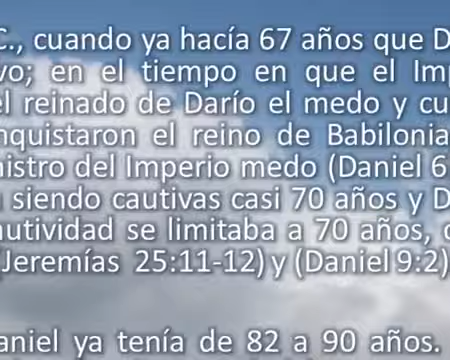 C., cuando ya hacía 67 años que D
vo; en el tiempo en que el Imp
el reinado de Darío el medo y cu
nquistaron el reino de Babilonia
nistro del Imperio medo (Daniel 6
siendo cautivas casi 70 años y D
autividad se limitaba a 70 años,
Jeremías 25:11-12) y (Daniel 9:2)
aniel ya tenía de 82 a 90 años.